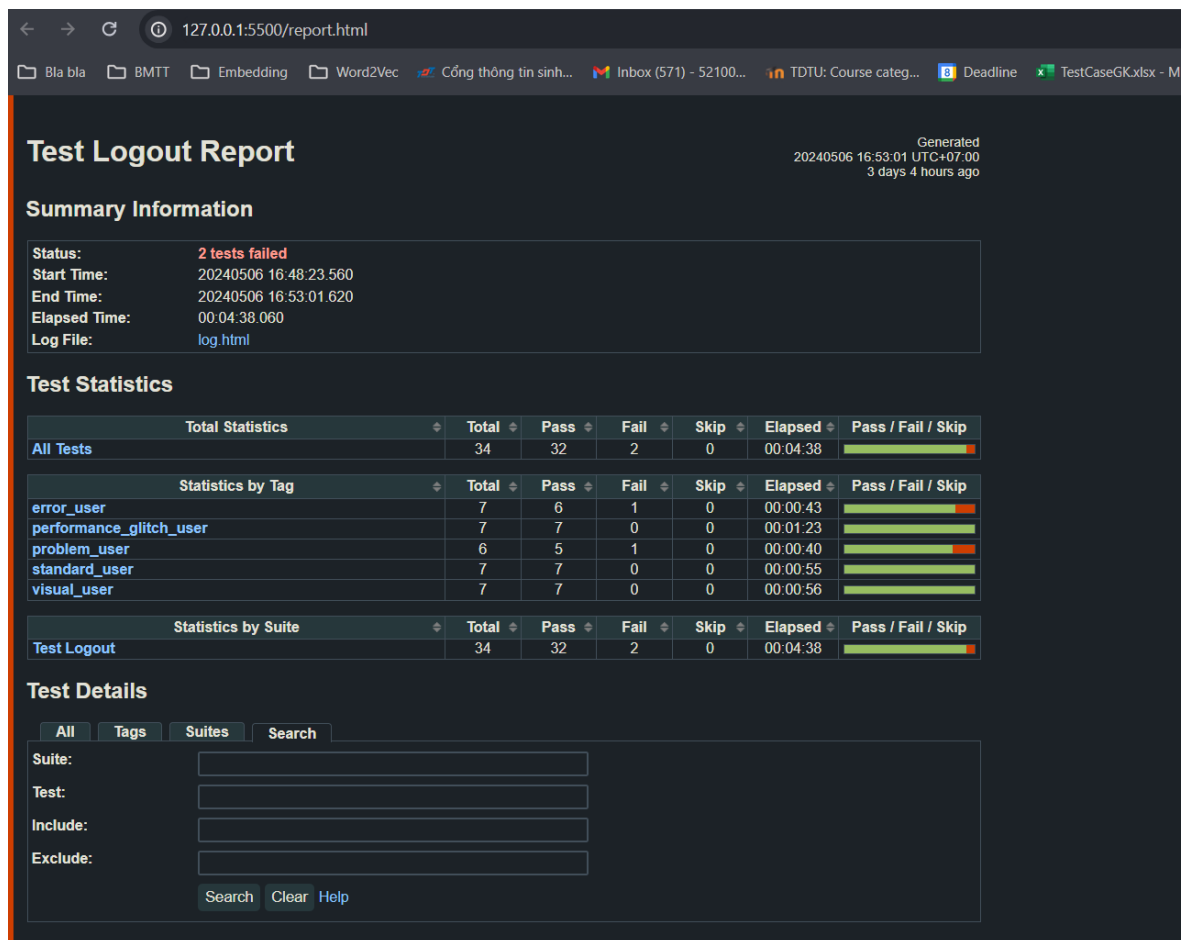 127.0.0.1:5500/report.html
Bla bla BMTT Embedding Word2Vec Cổng thông tin sinh... Inbox (571) - 52100... TDTU: Course categ... 8 Deadline TestCaseGK.xlsx - M
Test Logout Report
Generated
20240506 16:53:01 UTC+07:00
3 days 4 hours ago
Summary Information
Status: 2 tests failed
Start Time: 20240506 16:48:23.560
End Time: 20240506 16:53:01.620
Elapsed Time: 00:04:38.060
Log File: log.html
Test Statistics
Total Statistics Total Pass Fail Skip Elapsed Pass / Fail / Skip
All Tests 34 32 2 0 00:04:38
Statistics by Tag Total Pass Fail Skip Elapsed Pass / Fail / Skip
error_user 7 6 1 0 00:00:43
performance_glitch_user 7 7 0 0 00:01:23
problem_user 6 5 1 0 00:00:40
standard_user 7 7 0 0 00:00:55
visual_user 7 7 0 0 00:00:56
Statistics by Suite Total Pass Fail Skip Elapsed Pass / Fail / Skip
Test Logout 34 32 2 0 00:04:38
Test Details
All Tags Suites Search
Suite:
Test:
Include:
Exclude:
Search Clear Help